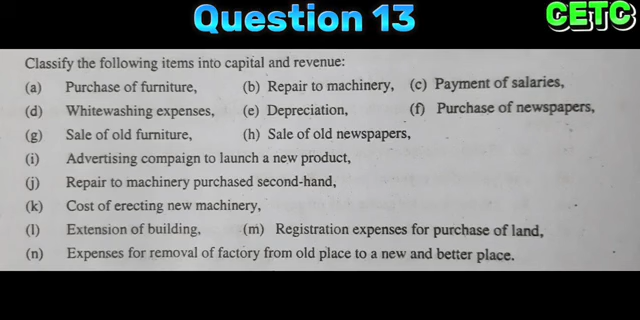 Question 13
CETC
Classify the following items into capital and revenue:
(a) Purchase of furniture, (b) Repair to machinery, (c) Payment of salaries,
(d) Whitewashing expenses, (e) Depreciation, (f) Purchase of newspapers,
(g) Sale of old furniture, (h) Sale of old newspapers,
(i) Advertising compaign to launch a new product,
(j) Repair to machinery purchased second-hand,
(k) Cost of erecting new machinery,
(l) Extension of building, (m) Registration expenses for purchase of land,
(n) Expenses for removal of factory from old place to a new and better place.